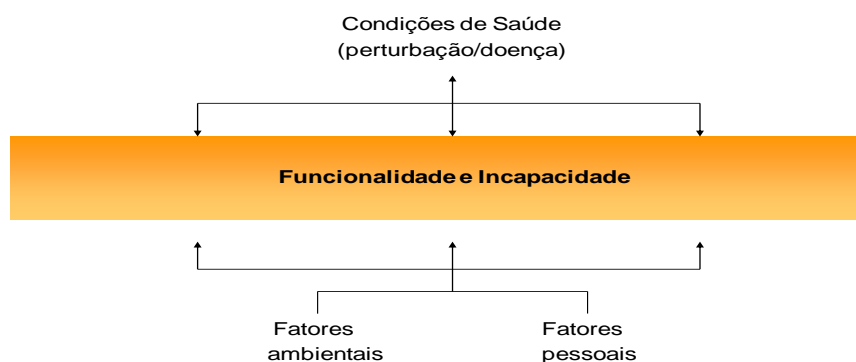 Condições de Saúde
(perturbação/doença)
Funcionalidade e Incapacidade
Fatores ambientais
Fatores pessoais